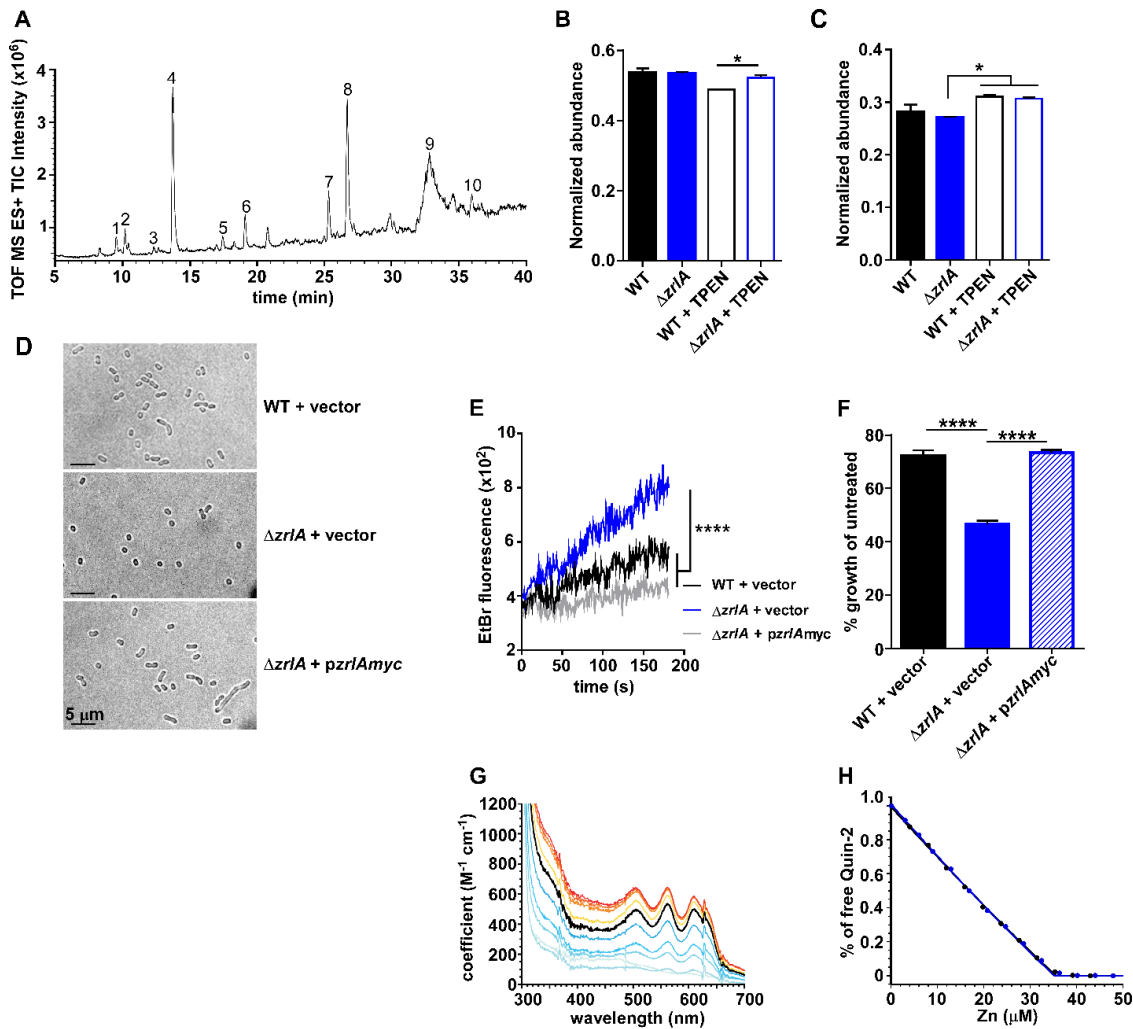 A
TOF MS ES+ TIC Intensity (x10⁶)
4
3
2
1
1
2
3
4
5
6
7
8
9
10
5
10
15
20
25
30
35
40
time (min)
B
Normalized abundance
0.6
0.4
0.2
0.0
*
WT
ΔzrlA
WT + TPEN
ΔzrlA + TPEN
C
Normalized abundance
0.4
0.3
0.2
0.1
0.0
*
WT
ΔzrlA
WT + TPEN
ΔzrlA + TPEN
D
WT + vector
ΔzrlA + vector
ΔzrlA + pzrlAmyc
5 μm
E
EtBr fluorescence (x10²)
10
8
6
4
2
0
50
100
150
200
time (s)
****
WT + vector
ΔzrlA + vector
ΔzrlA + pzrlAmyc
F
% growth of untreated
80
60
40
20
0
****
****
WT + vector
ΔzrlA + vector
ΔzrlA + pzrlAmyc
G
coefficient (M⁻¹ cm⁻¹)
1200
1000
800
600
400
200
0
300
400
500
600
700
wavelength (nm)
H
% of free Quin-2
1.0
0.8
0.6
0.4
0.2
0
0
10
20
30
40
50
Zn (μM)